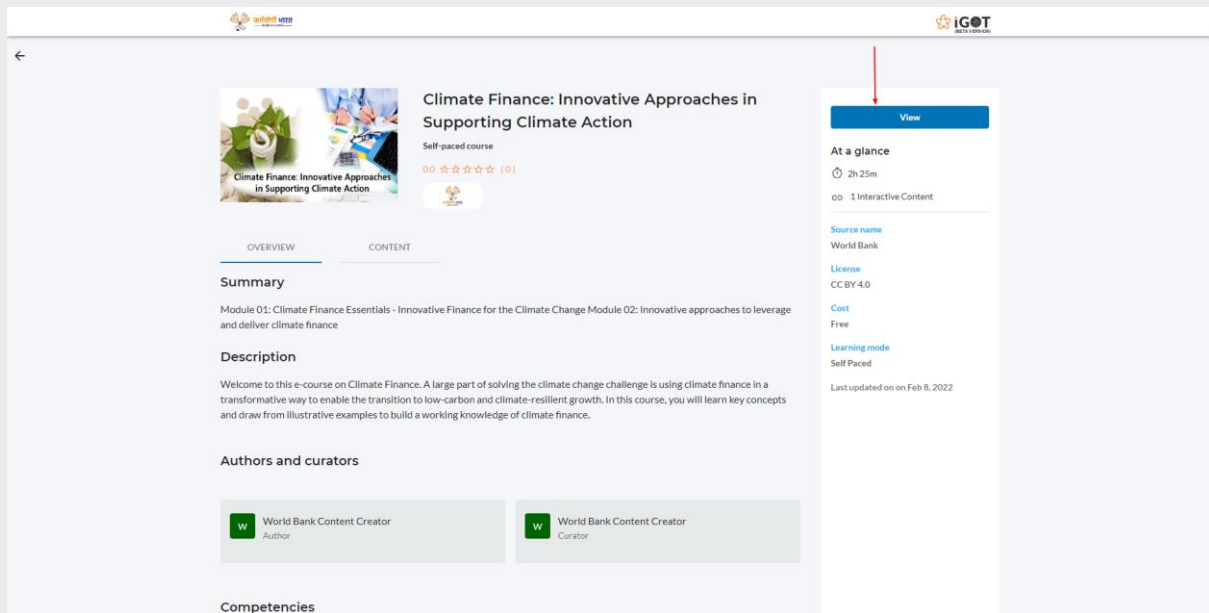 कर्मयोगी भारत
iGOT
(BETA VERSION)
Climate Finance: Innovative Approaches
in Supporting Climate Action
Climate Finance: Innovative Approaches in
Supporting Climate Action
Self-paced course
0.0 ☆☆☆☆☆ (0)
OVERVIEW
CONTENT
Summary
Module 01: Climate Finance Essentials - Innovative Finance for the Climate Change Module 02: Innovative approaches to leverage
and deliver climate finance
Description
Welcome to this e-course on Climate Finance. A large part of solving the climate change challenge is using climate finance in a
transformative way to enable the transition to low-carbon and climate-resilient growth. In this course, you will learn key concepts
and draw from illustrative examples to build a working knowledge of climate finance.
Authors and curators
W
World Bank Content Creator
Author
W
World Bank Content Creator
Curator
Competencies
View
At a glance
2h 25m
1 Interactive Content
Source name
World Bank
License
CC BY 4.0
Cost
Free
Learning mode
Self Paced
Last updated on on Feb 8, 2022